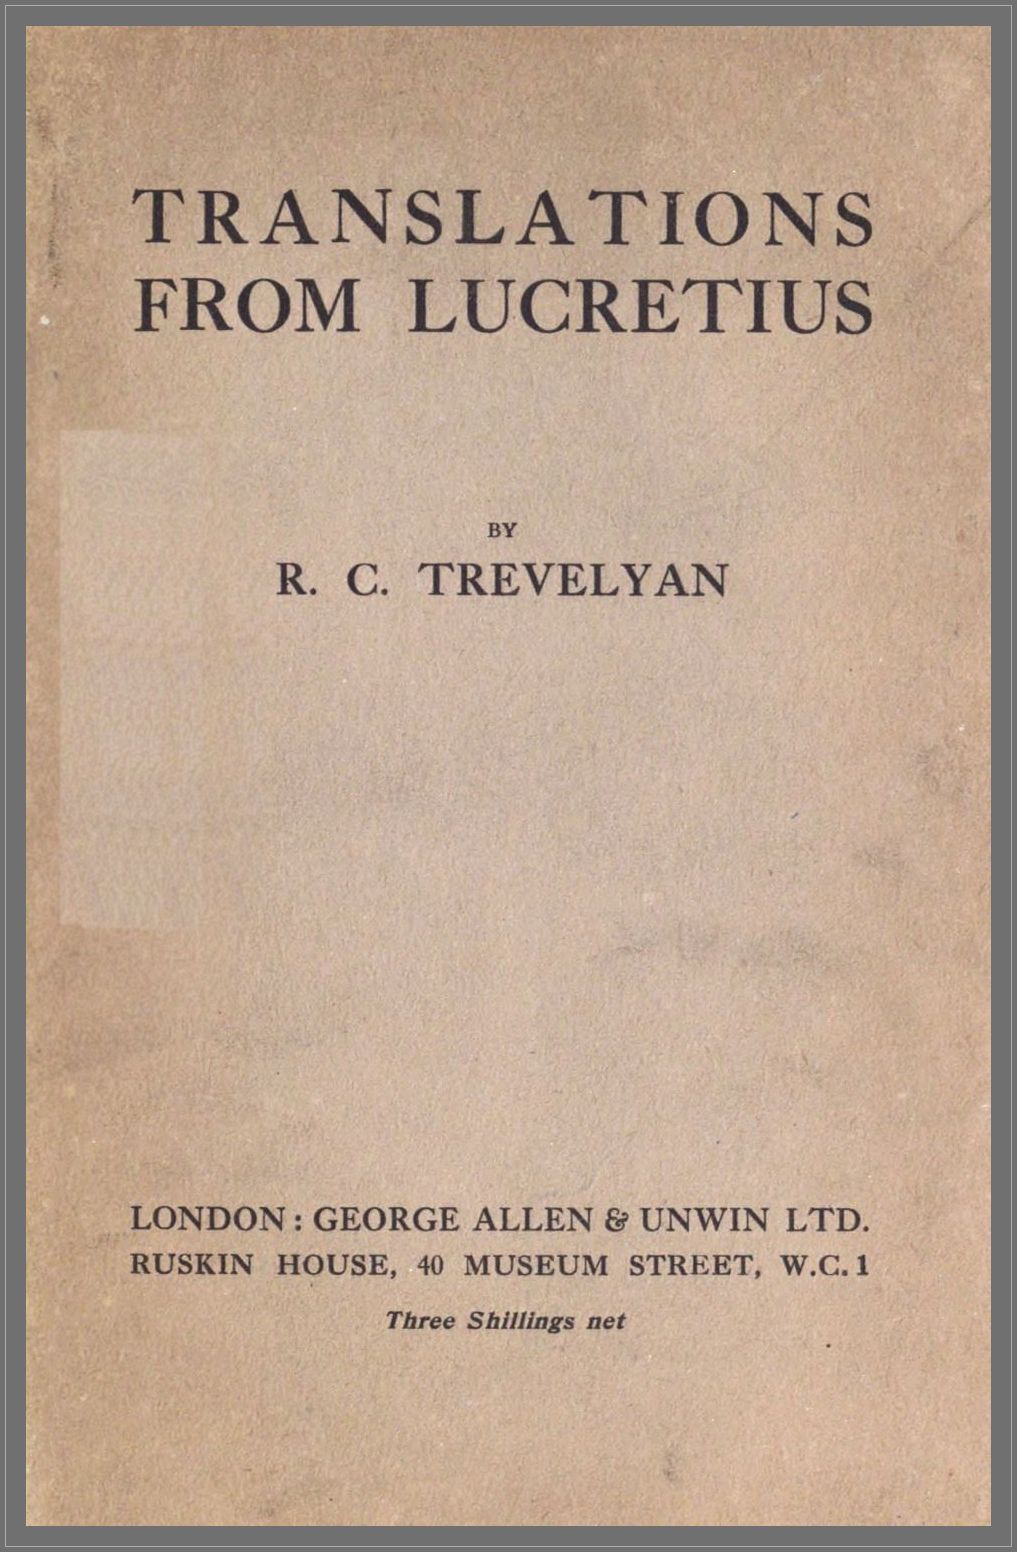 TRANSLATIONS
FROM LUCRETIUS
BY
R. C. TREVELYAN
LONDON: GEORGE ALLEN & UNWIN LTD.
RUSKIN HOUSE, 40 MUSEUM STREET, W.C. 1
Three Shillings net